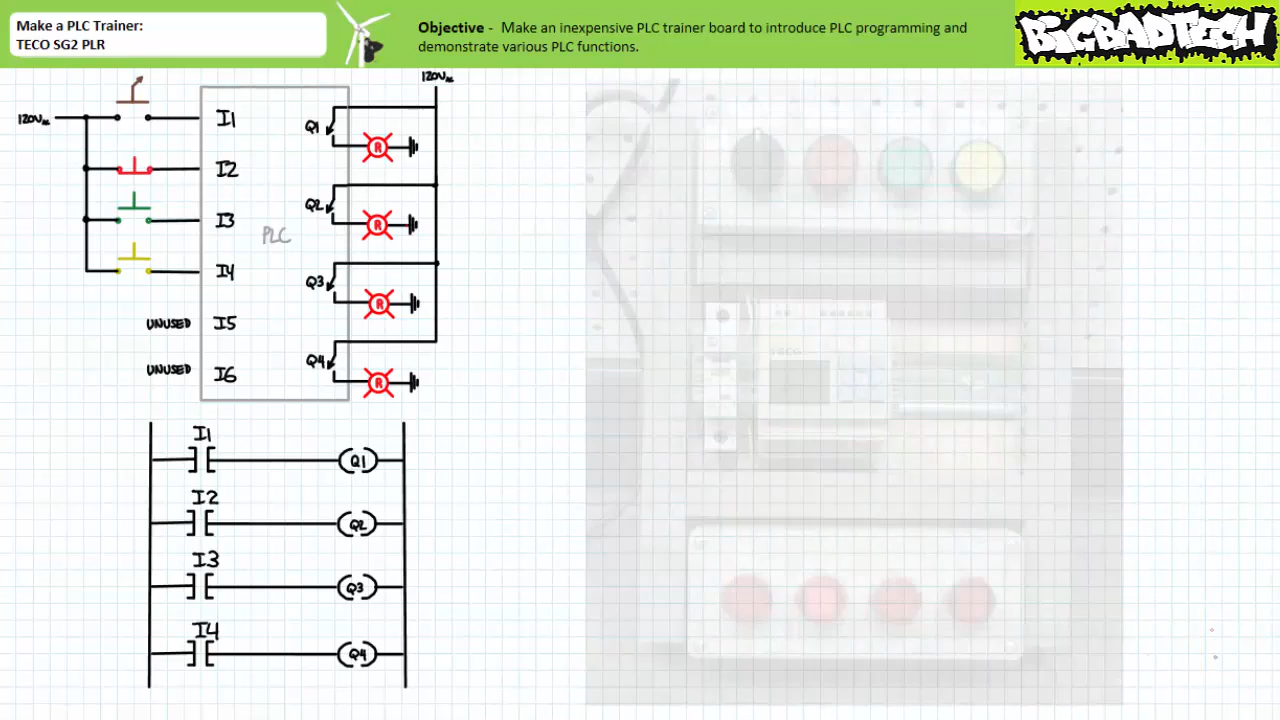 Make a PLC Trainer:
TECO SG2 PLR
Objective - Make an inexpensive PLC trainer board to introduce PLC programming and
demonstrate various PLC functions.
BIGBADTECH
120Vac
120Vac
I1
I2
I3
I4
UNUSED I5
UNUSED I6
PLC
Q1
R
Q2
R
Q3
R
Q4
R
I1
Q1
I2
Q2
I3
Q3
I4
Q4